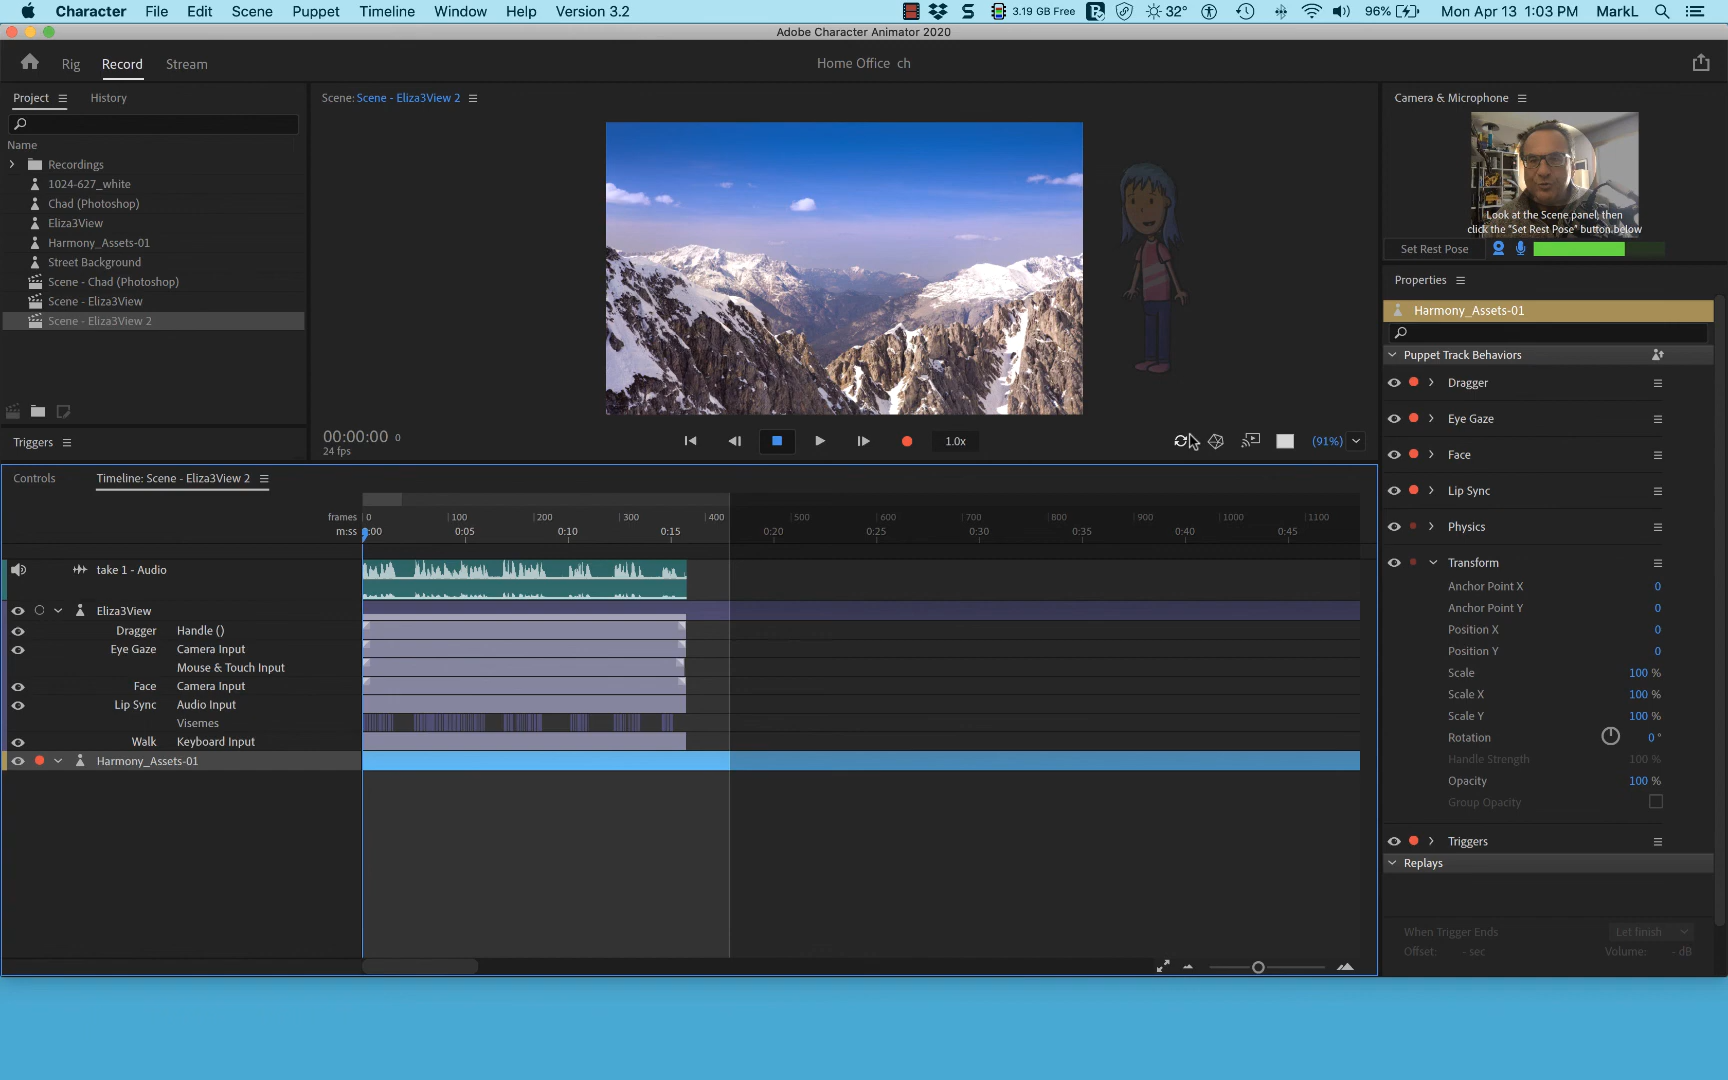 Character File Edit Scene Puppet Timeline Window Help Version 3.2 3.19 GB Free 32° 96% Mon Apr 13 1:03 PM MarkL
Adobe Character Animator 2020
Rig Record Stream Home Office ch
Project History
Name
Recordings
1024-627_white
Chad (Photoshop)
Eliza3View
Harmony_Assets-01
Street Background
Scene - Chad (Photoshop)
Scene - Eliza3View
Scene - Eliza3View 2
Triggers
Scene: Scene - Eliza3View 2
00:00:00 0
24 fps
1.0x
(91%)
Camera & Microphone
Look at the Scene panel, then
click the "Set Rest Pose" button below
Set Rest Pose
Properties
Harmony_Assets-01
Puppet Track Behaviors
Dragger
Eye Gaze
Face
Lip Sync
Physics
Transform
Anchor Point X 0
Anchor Point Y 0
Position X 0
Position Y 0
Scale 100 %
Scale X 100 %
Scale Y 100 %
Rotation 0 °
Handle Strength 100 %
Opacity 100 %
Group Opacity
Triggers
Replays
When Trigger Ends Let finish
Offset: - sec Volume: - dB
Controls Timeline: Scene - Eliza3View 2
frames 0 100 200 300 400 500 600 700 800 900 1000 1100
m:ss :00 0:05 0:10 0:15 0:20 0:25 0:30 0:35 0:40 0:45
take 1 - Audio
Eliza3View
Dragger Handle ()
Eye Gaze Camera Input
Mouse & Touch Input
Face Camera Input
Lip Sync Audio Input
Visemes
Walk Keyboard Input
Harmony_Assets-01